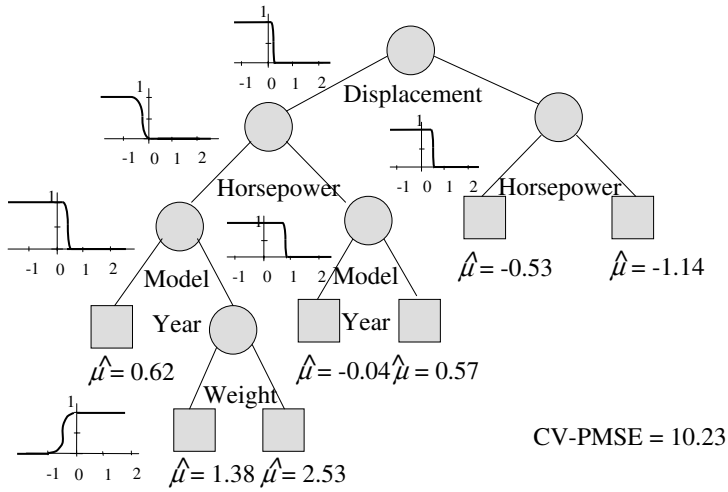 1
-1 0 1 2
Displacement
1
-1 0 1 2
1
-1 0 1 2
Horsepower
Horsepower
1
-1 0 1 2
1
-1 0 1 2
Model
Year
Model
Year
μ̂ = -0.53
μ̂ = -1.14
μ̂ = 0.62
μ̂ = -0.04
μ̂ = 0.57
Weight
1
-1 0 1 2
μ̂ = 1.38
μ̂ = 2.53
CV-PMSE = 10.23